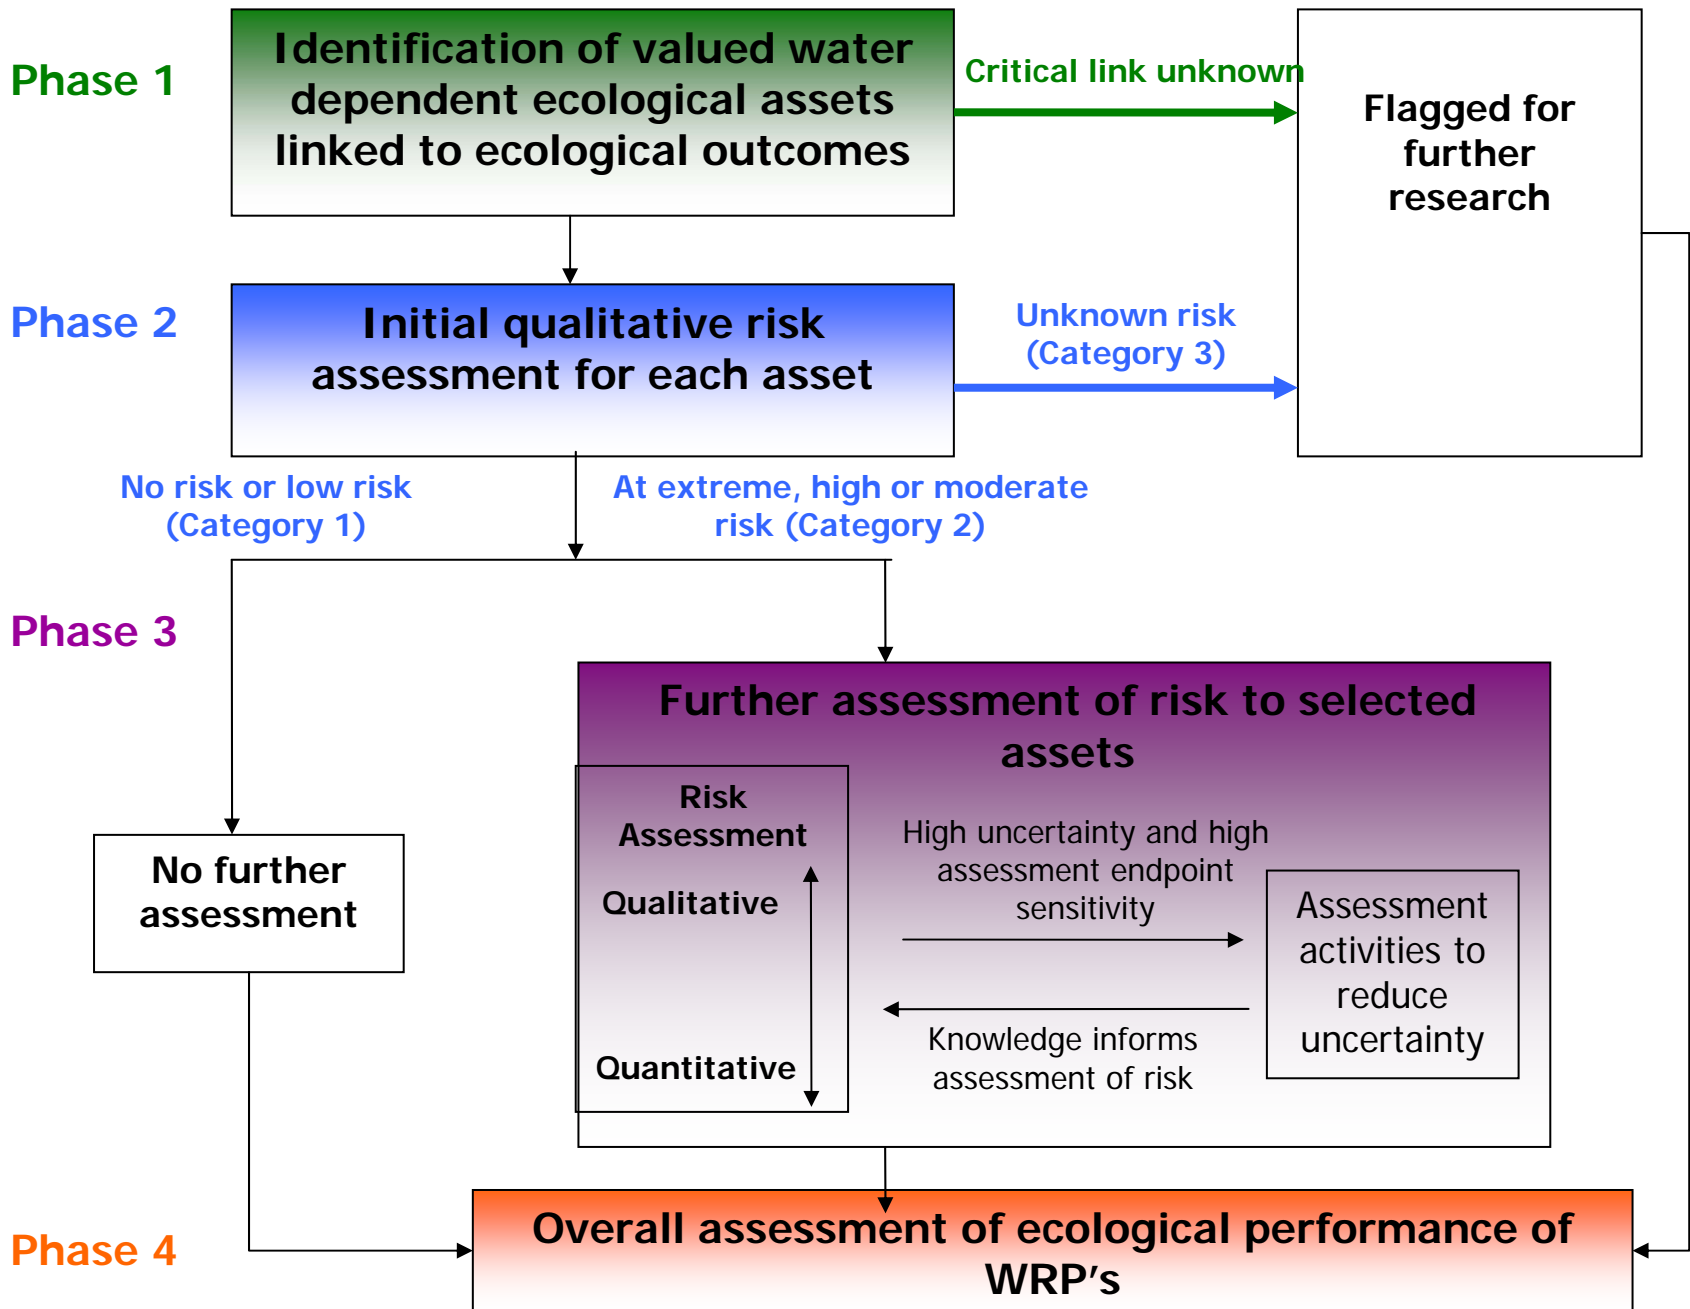 Phase 1
Identification of valued water
dependent ecological assets
linked to ecological outcomes
Critical link unknown
Flagged for
further
research
Phase 2
Initial qualitative risk
assessment for each asset
Unknown risk
(Category 3)
No risk or low risk
(Category 1)
At extreme, high or moderate
risk (Category 2)
Phase 3
Further assessment of risk to selected
assets
Risk
Assessment
Qualitative
Quantitative
High uncertainty and high
assessment endpoint
sensitivity
Knowledge informs
assessment of risk
Assessment
activities to
reduce
uncertainty
No further
assessment
Phase 4
Overall assessment of ecological performance of
WRP's